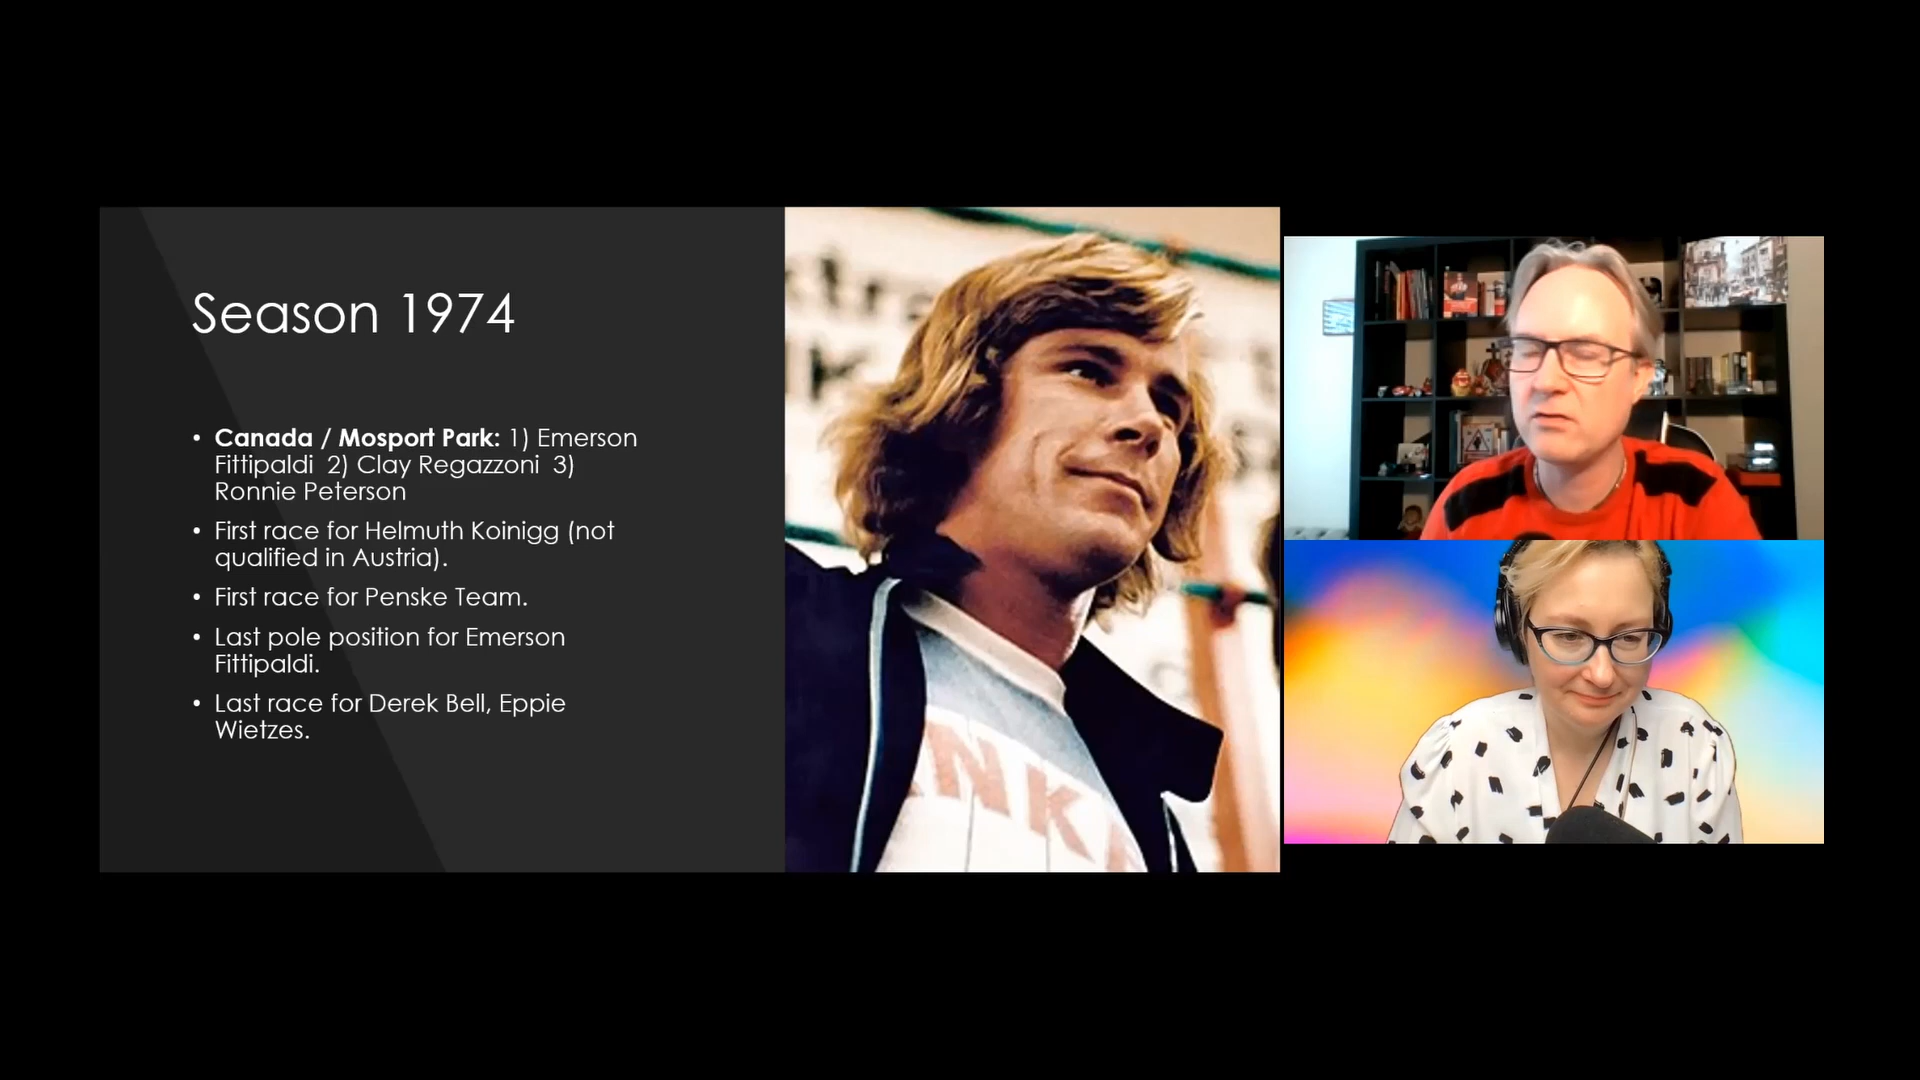 Season 1974
• Canada / Mosport Park: 1) Emerson
Fittipaldi 2) Clay Regazzoni 3)
Ronnie Peterson
• First race for Helmuth Koinigg (not
qualified in Austria).
• First race for Penske Team.
• Last pole position for Emerson
Fittipaldi.
• Last race for Derek Bell, Eppie
Wietzes.